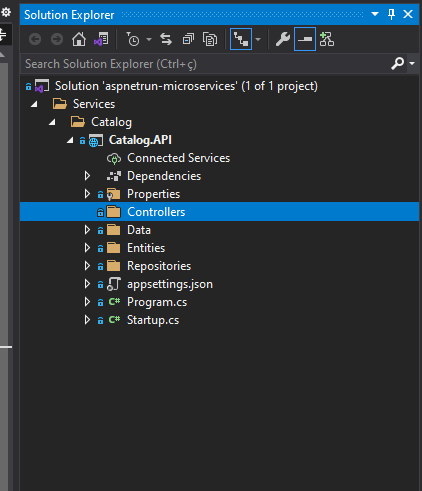 Solution Explorer
Search Solution Explorer (Ctrl+ç)
Solution 'aspnetrun-microservices' (1 of 1 project)
Services
Catalog
Catalog.API
Connected Services
Dependencies
Properties
Controllers
Data
Entities
Repositories
appsettings.json
C# Program.cs
C# Startup.cs